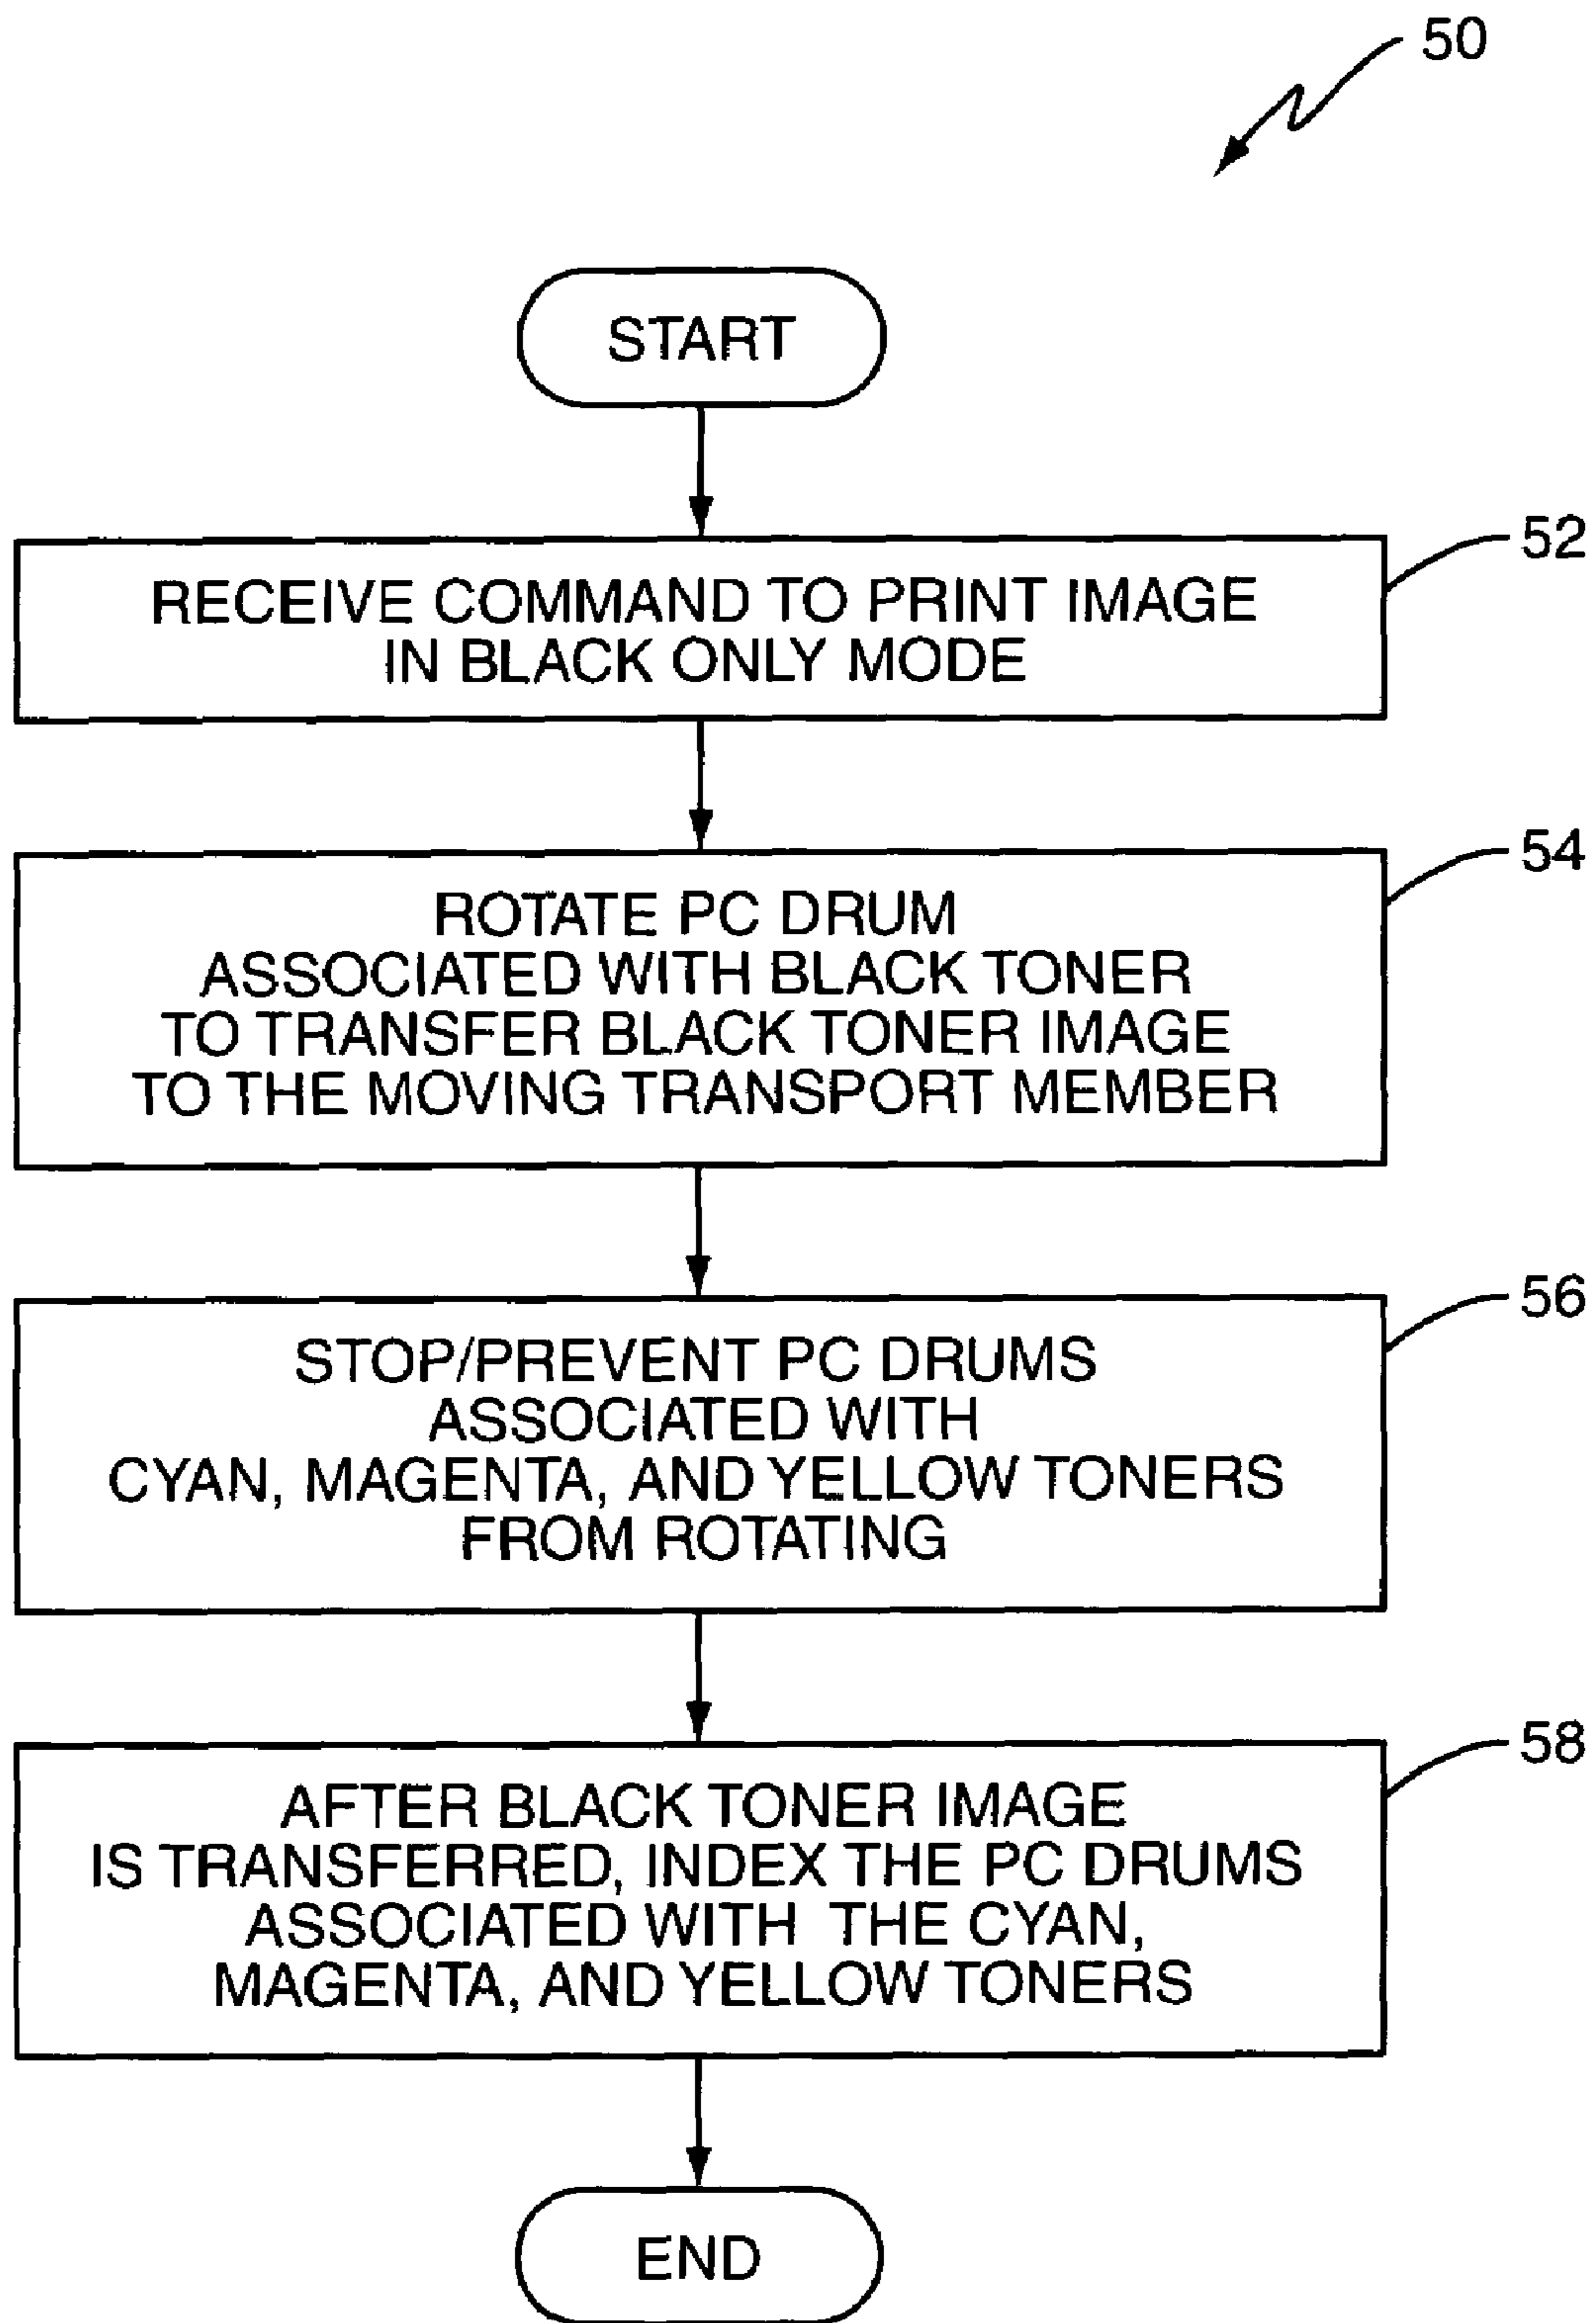 50
START
52
RECEIVE COMMAND TO PRINT IMAGE
IN BLACK ONLY MODE
54
ROTATE PC DRUM
ASSOCIATED WITH BLACK TONER
TO TRANSFER BLACK TONER IMAGE
TO THE MOVING TRANSPORT MEMBER
56
STOP/PREVENT PC DRUMS
ASSOCIATED WITH
CYAN, MAGENTA, AND YELLOW TONERS
FROM ROTATING
58
AFTER BLACK TONER IMAGE
IS TRANSFERRED, INDEX THE PC DRUMS
ASSOCIATED WITH THE CYAN,
MAGENTA, AND YELLOW TONERS
END